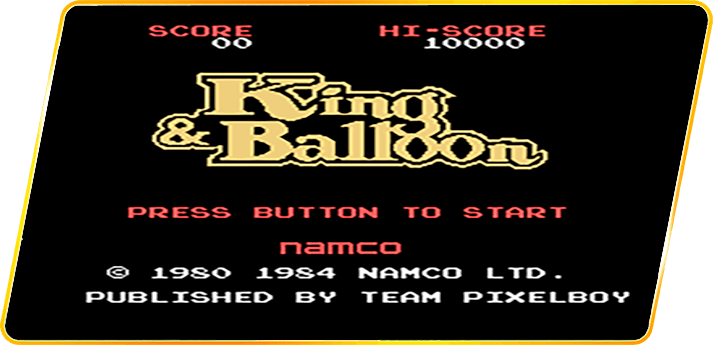 SCORE HI-SCORE
00 10000
King
& Balloon
PRESS BUTTON TO START
namco
© 1980 1984 NAMCO LTD.
PUBLISHED BY TEAM PIXELBOY